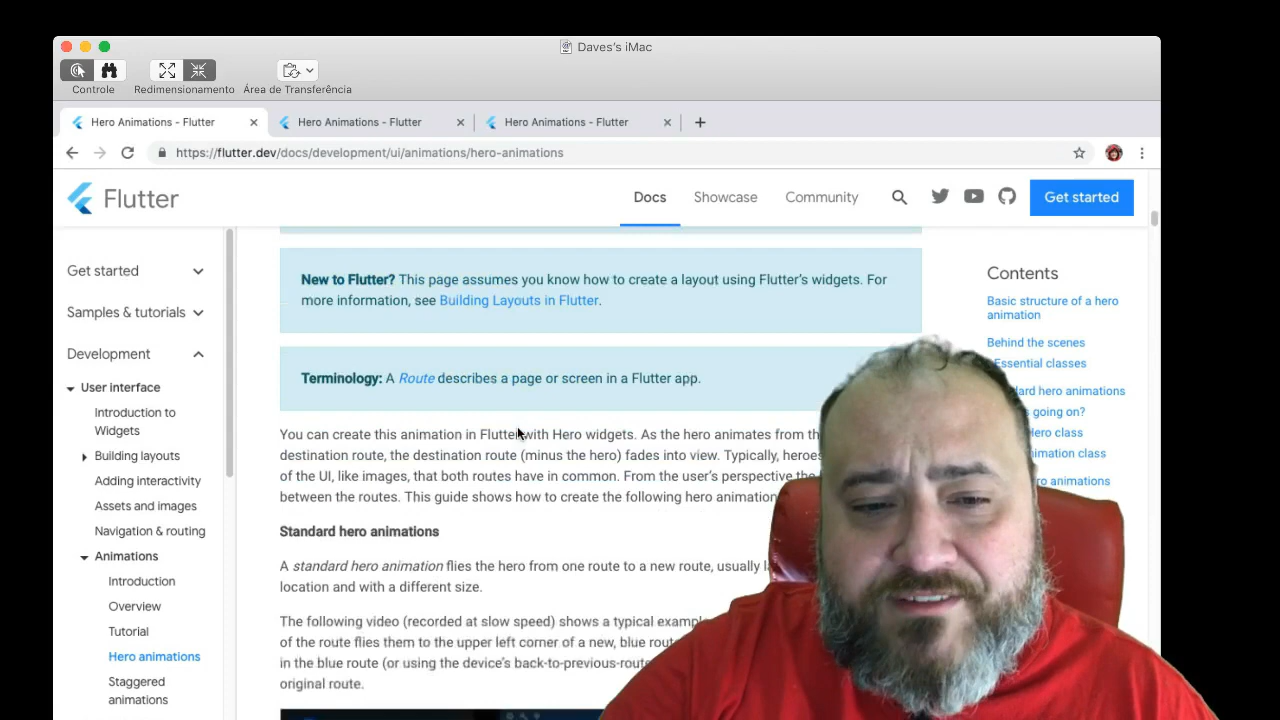 Daves's iMac
Controle
Redimensionamento
Área de Transferência
Hero Animations - Flutter
Hero Animations - Flutter
Hero Animations - Flutter
https://flutter.dev/docs/development/ui/animations/hero-animations
Flutter
Docs
Showcase
Community
Get started
Get started
Samples & tutorials
Development
User interface
Introduction to
Widgets
Building layouts
Adding interactivity
Assets and images
Navigation & routing
Animations
Introduction
Overview
Tutorial
Hero animations
Staggered
animations
New to Flutter? This page assumes you know how to create a layout using Flutter's widgets. For
more information, see Building Layouts in Flutter.
Terminology: A Route describes a page or screen in a Flutter app.
You can create this animation in Flutter with Hero widgets. As the hero animates from the
destination route, the destination route (minus the hero) fades into view. Typically, heroes
of the UI, like images, that both routes have in common. From the user's perspective the
between the routes. This guide shows how to create the following hero animation
Standard hero animations
A standard hero animation flies the hero from one route to a new route, usually
location and with a different size.
The following video (recorded at slow speed) shows a typical
of the route flies them to the upper left corner of a new, blue
in the blue route (or using the device's
original route.
Contents
Basic structure of a hero
animation
Behind the scenes
Essential classes
hero animations
going on?
Hero class
animations